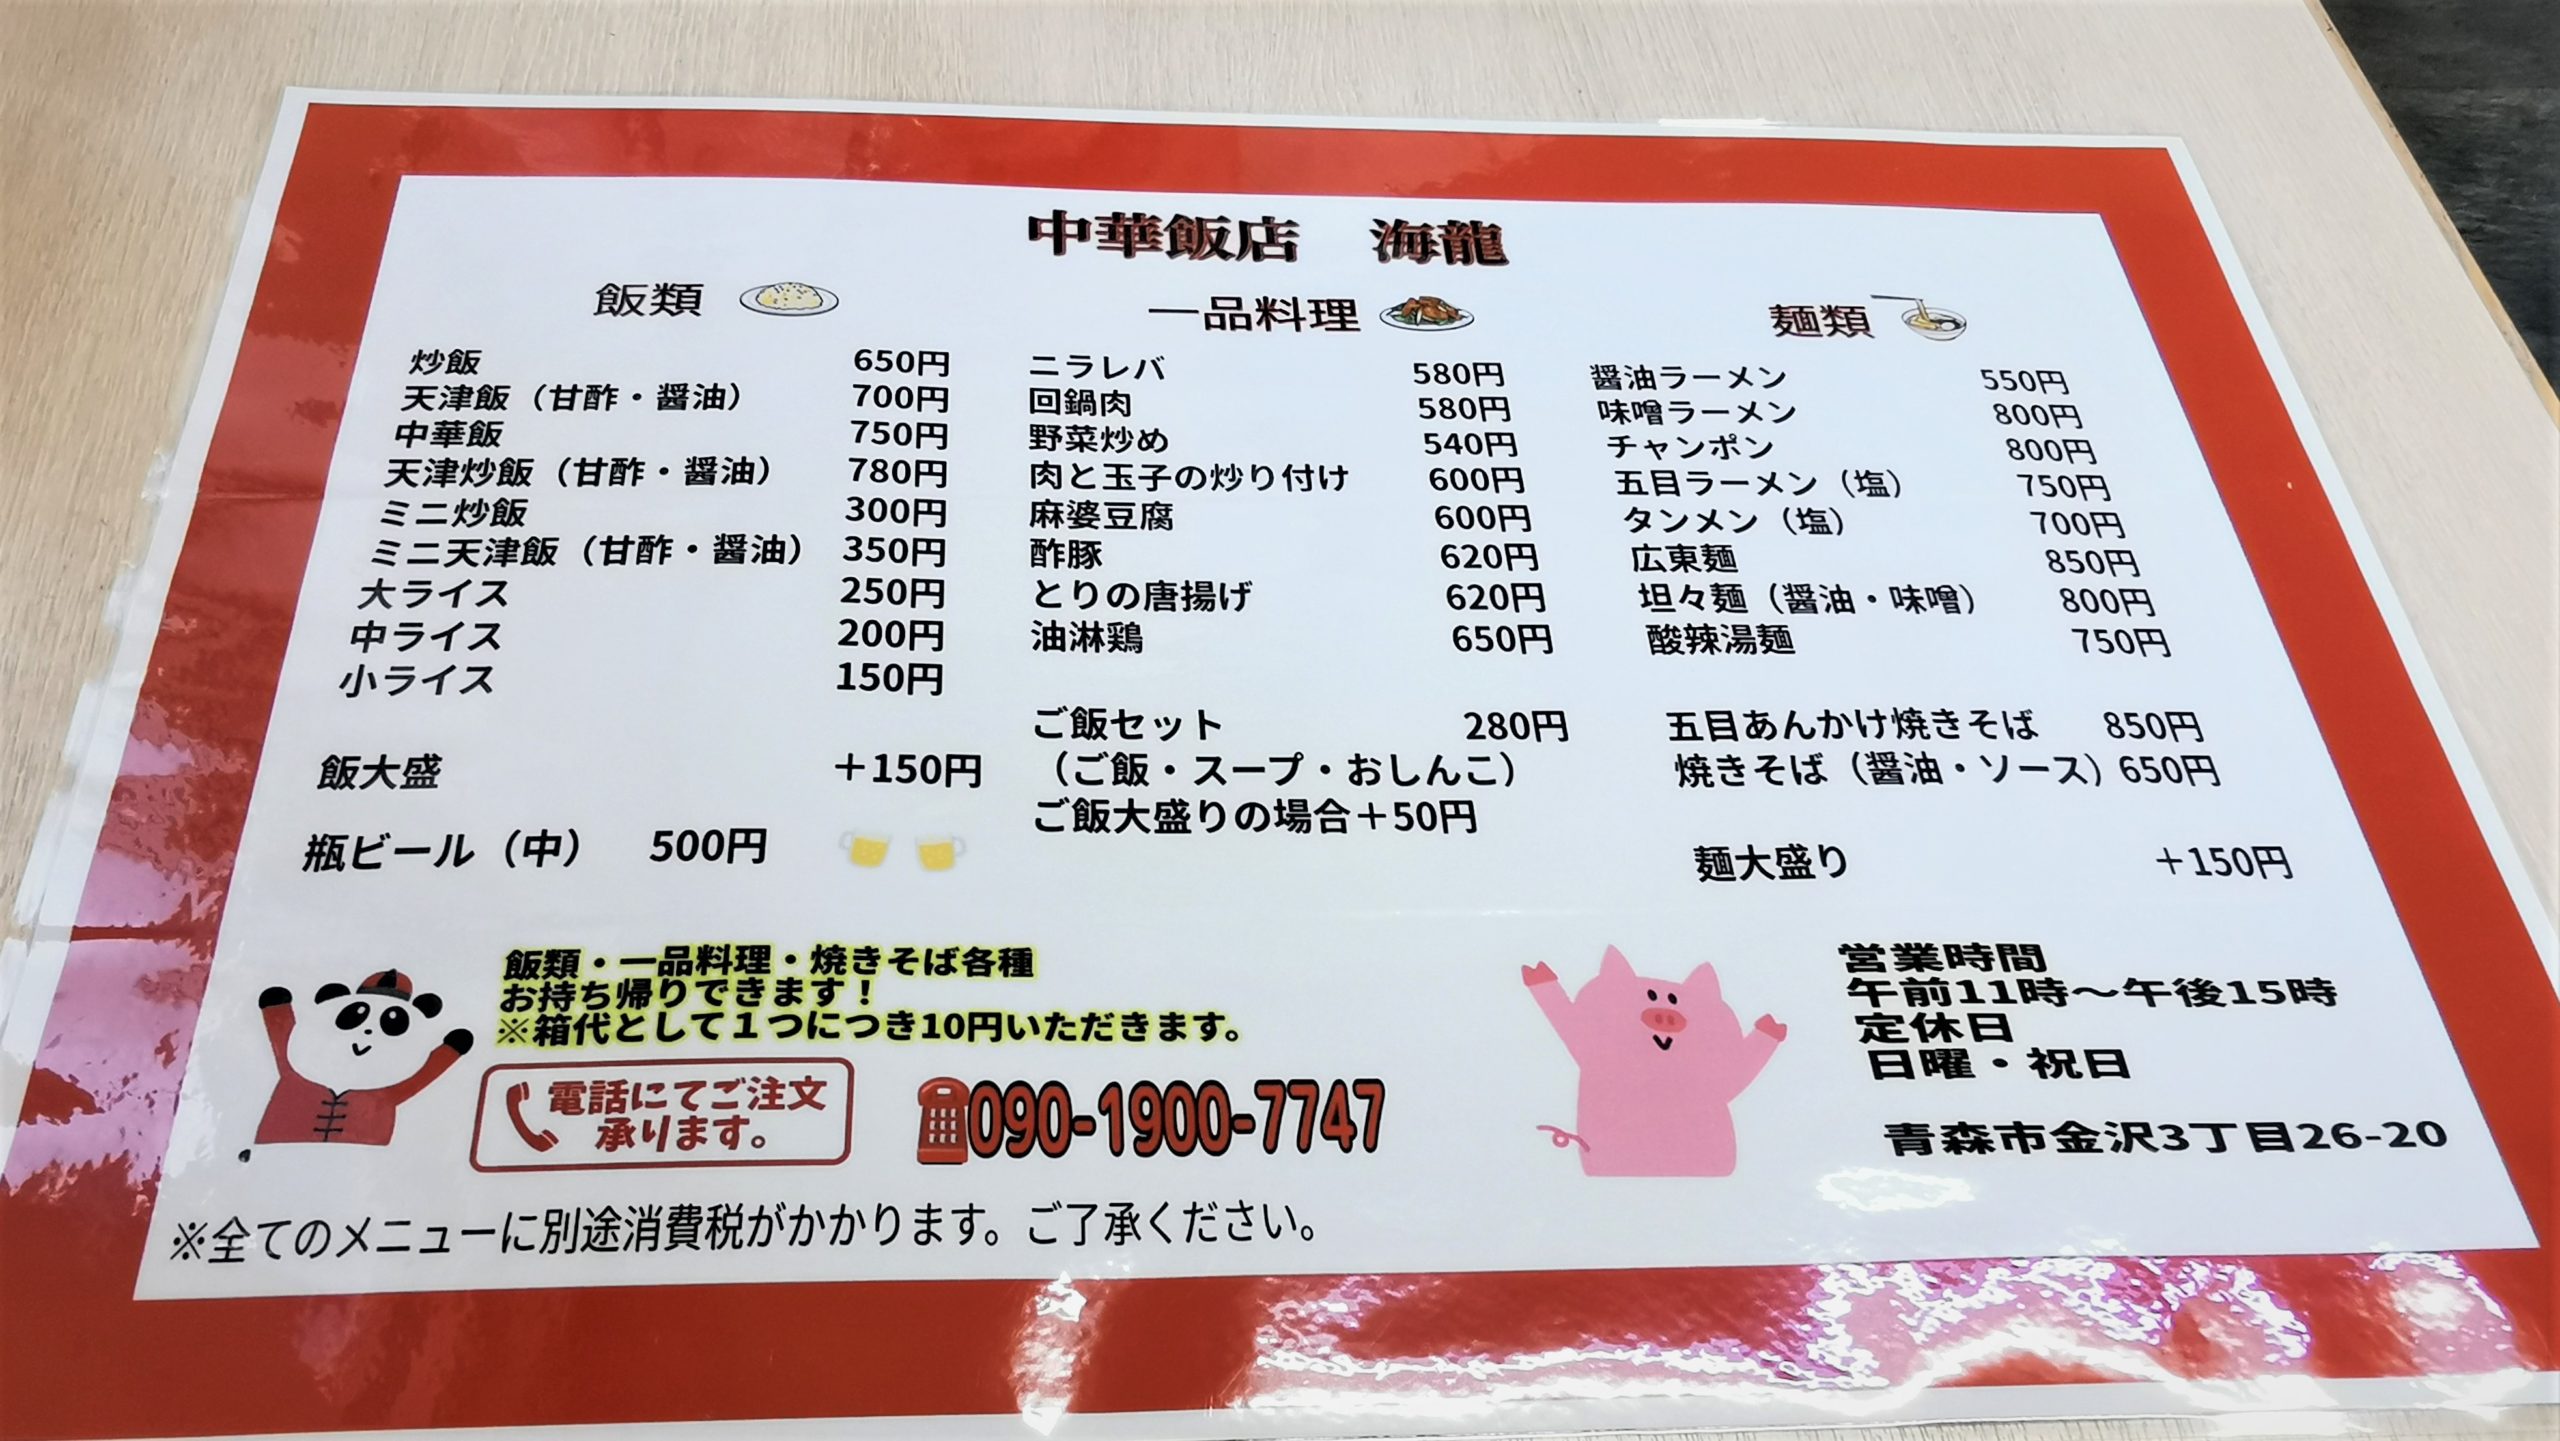 中華飯店　海龍
飯類
炒飯 650円
天津飯（甘酢・醤油） 700円
中華飯 750円
天津炒飯（甘酢・醤油） 780円
ミニ炒飯 300円
ミニ天津飯（甘酢・醤油） 350円
大ライス 250円
中ライス 200円
小ライス 150円
飯大盛 ＋150円
瓶ビール（中） 500円
一品料理
ニラレバ 580円
回鍋肉 580円
野菜炒め 540円
肉と玉子の炒り付け 600円
麻婆豆腐 600円
酢豚 620円
とりの唐揚げ 620円
油淋鶏 650円
ご飯セット 280円
（ご飯・スープ・おしんこ）
ご飯大盛りの場合＋50円
麺類
醤油ラーメン 550円
味噌ラーメン 800円
チャンポン 800円
五目ラーメン（塩） 750円
タンメン（塩） 700円
広東麺 850円
坦々麺（醤油・味噌） 800円
酸辣湯麺 750円
五目あんかけ焼きそば 850円
焼きそば（醤油・ソース) 650円
麺大盛り ＋150円
飯類・一品料理・焼きそば各種
お持ち帰りできます！
※箱代として１つにつき10円いただきます。
電話にてご注文
承ります。
090-1900-7747
営業時間
午前11時～午後15時
定休日
日曜・祝日
青森市金沢3丁目26-20
※全てのメニューに別途消費税がかかります。ご了承ください。